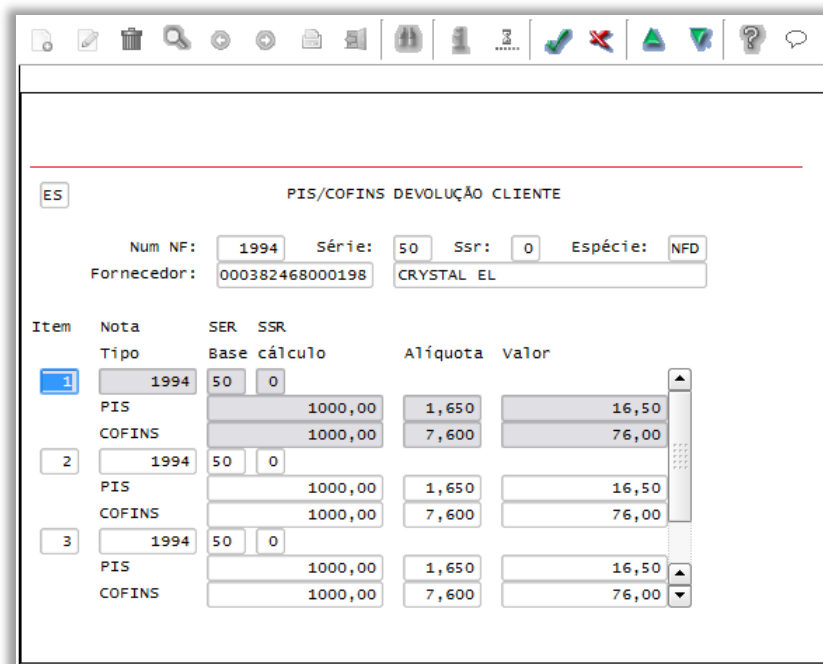 ES PIS/COFINS DEVOLUÇÃO CLIENTE
Num NF: 1994 Série: 50 Ssr: 0 Espécie: NFD
Fornecedor: 000382468000198 CRYSTAL EL
Item Nota SER SSR
Tipo Base cálculo Alíquota Valor
1 1994 50 0
PIS 1000,00 1,650 16,50
COFINS 1000,00 7,600 76,00
2 1994 50 0
PIS 1000,00 1,650 16,50
COFINS 1000,00 7,600 76,00
3 1994 50 0
PIS 1000,00 1,650 16,50
COFINS 1000,00 7,600 76,00